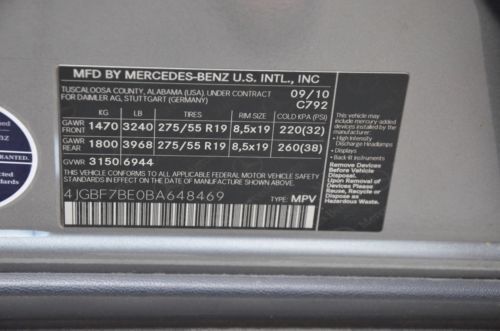 MFD BY MERCEDES-BENZ U.S. INTL., INC
TUSCALOOSA COUNTY, ALABAMA (USA). UNDER CONTRACT
FOR DAIMLER AG, STUTTGART (GERMANY)
09/10
C792
KG LB TIRE SIZE RIM SIZE COLD KPA (PSI)
GAWR FRONT 1470 3240 275/55 R19 8,5x19 220(32)
GAWR REAR 1800 3968 275/55 R19 8,5x19 260(38)
GVWR 3150 6944
THIS VEHICLE CONFORMS TO ALL APPLICABLE FEDERAL MOTOR VEHICLE
SAFETY STANDARDS IN EFFECT ON THE DATE OF MANUFACTURE SHOWN ABOVE.
4JGBF7BE0BA648469
TYPE: MPV
This vehicle may
include mercury added
devices installed by
the manufacturer:
- High Intensity
Discharge Headlamps
- Displays
- Back lit instruments
Remove Devices
Before Vehicle
Disposal.
Upon Removal of Devices
Reuse, Recycle or
Dispose as
Hazardous Waste.
BZ
RRANTED.